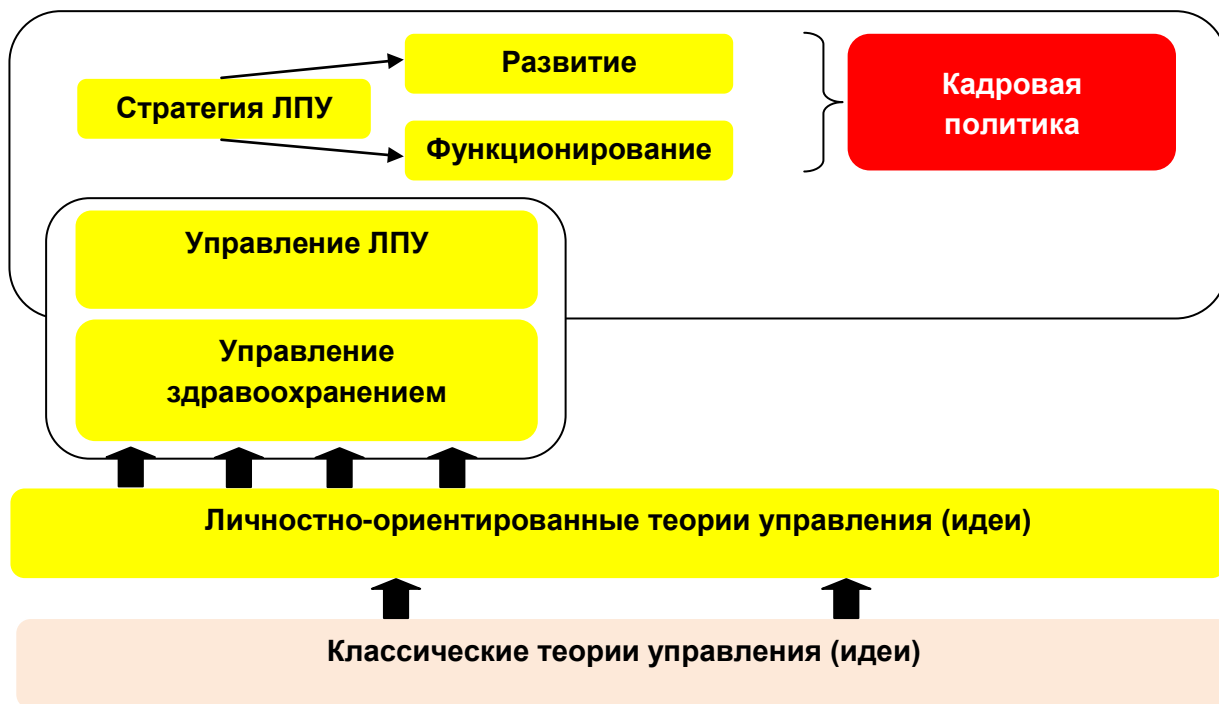 Развитие
Стратегия ЛПУ
Функционирование
Кадровая
политика
Управление ЛПУ
Управление
здравоохранением
Личностно-ориентированные теории управления (идеи)
Классические теории управления (идеи)